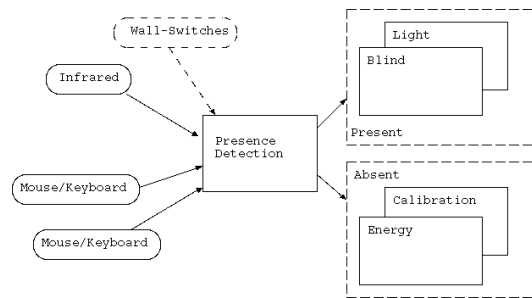 Wall-Switches
Infrared
Mouse/Keyboard
Mouse/Keyboard
Presence
Detection
Light
Blind
Present
Absent
Calibration
Energy